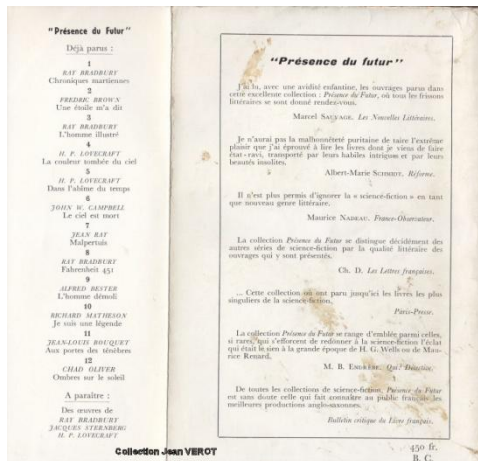 "Présence du Futur"
Déjà parus :
1
RAY BRADBURY
Chroniques martiennes
2
FREDRIC BROWN
Une étoile m'a dit
3
RAY BRADBURY
L'homme illustré
4
H. P. LOVECRAFT
La couleur tombée du ciel
5
H. P. LOVECRAFT
Dans l'abîme du temps
6
JOHN W. CAMPBELL
Le ciel est mort
7
JEAN RAY
Malpertuis
8
RAY BRADBURY
Fahrenheit 451
9
ALFRED BESTER
L'homme démoli
10
RICHARD MATHESON
Je suis une légende
11
JEAN-LOUIS BOUQUET
Aux portes des ténèbres
12
CHAD OLIVER
Ombres sur le soleil
A paraître :
Des œuvres de
RAY BRADBURY
JACQUES STERNBERG
H. P. LOVECRAFT
"Présence du futur"
J'ai lu, avec une avidité enfantine, les ouvrages parus dans
cette excellente collection : Présence du Futur, où tous les frissons
littéraires se sont donné rendez-vous.
Marcel SAUVAGE. Les Nouvelles Littéraires.
Je n'aurai pas la malhonnêteté puritaine de taire l'extrême
plaisir que j'ai éprouvé à lire les livres dont je viens de faire
état - ravi, transporté par leurs habiles intrigues et par leurs
beautés insolites.
Albert-Marie SCHMIDT. Réforme.
Il n'est plus permis d'ignorer la « science-fiction » en tant
que nouveau genre littéraire.
Maurice NADEAU. France-Observateur.
La collection Présence du Futur se distingue décidément des
autres séries de science-fiction par la qualité littéraire des
ouvrages qui y sont présentés.
Ch. D. Les Lettres françaises.
... Cette collection où ont paru jusqu'ici les livres les plus
singuliers de la science-fiction.
Paris-Presse.
La collection Présence du Futur se range d'emblée parmi celles,
si rares, qui s'efforcent de redonner à la science-fiction l'éclat
qui était le sien à la grande époque de H. G. Wells ou de Mau-
rice Renard.
M. B. ENDRÈBE. Qui? Détective.
De toutes les collections de science-fiction, Présence du Futur
est sans doute celle qui fait connaître au public français les
meilleures productions anglo-saxonnes.
Bulletin critique du Livre français.
450 fr.
B. C.
Collection Jean VEROT